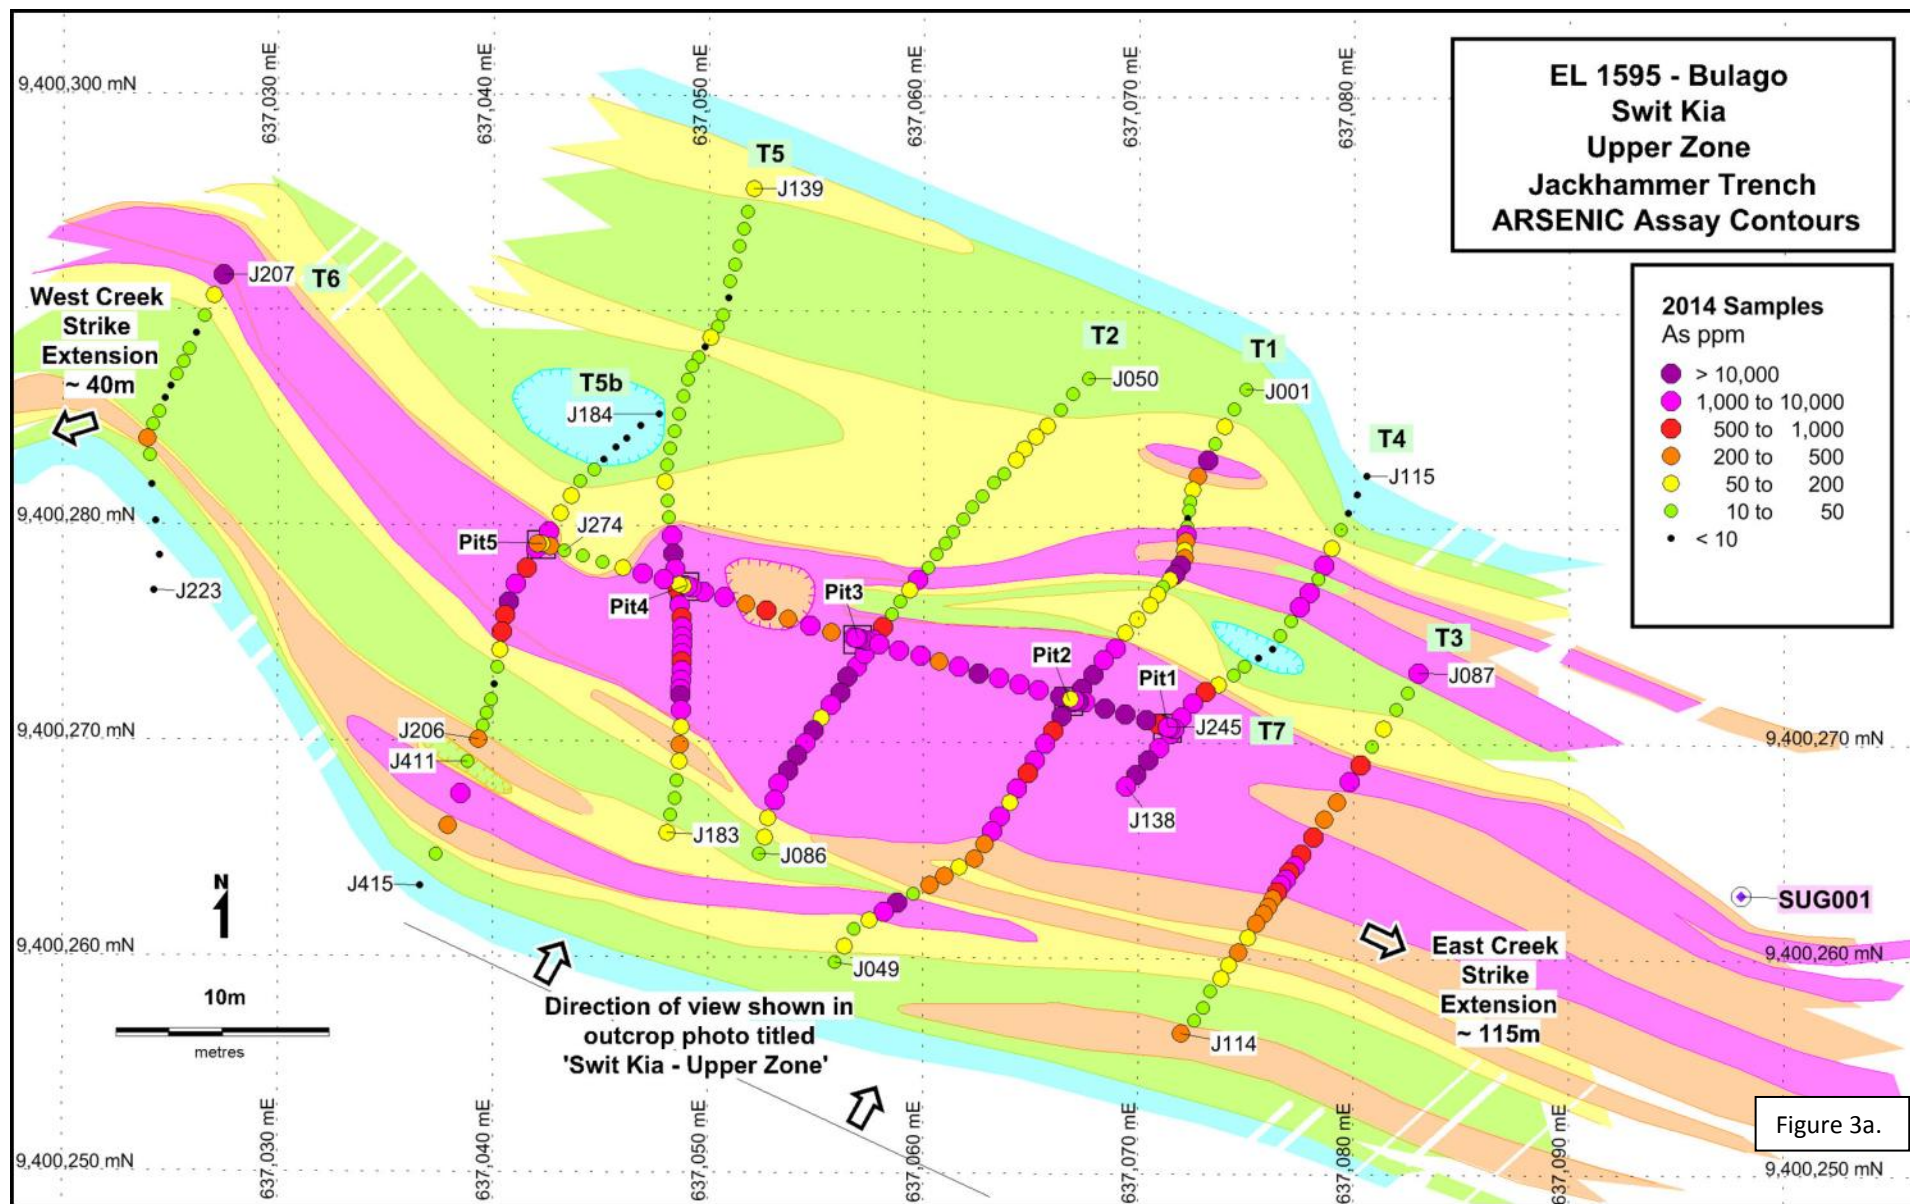 EL 1595 - Bulago
Swit Kia
Upper Zone
Jackhammer Trench
ARSENIC Assay Contours
2014 Samples
As ppm
> 10,000
1,000 to 10,000
500 to 1,000
200 to 500
50 to 200
10 to 50
< 10
9,400,300 mN
637,030 mE
637,040 mE
637,050 mE
637,060 mE
637,070 mE
637,080 mE
T5
J139
J207
T6
West Creek
Strike
Extension
~ 40m
T5b
J184
T2
J050
T1
J001
T4
J115
9,400,280 mN
Pit5
J274
Pit4
Pit3
Pit2
Pit1
J245
T7
T3
J087
J223
9,400,270 mN
9,400,270 mN
J206
J411
J138
J183
J086
J415
N
SUG001
9,400,260 mN
9,400,260 mN
J049
East Creek
Strike
Extension
~ 115m
10m
metres
Direction of view shown in
outcrop photo titled
'Swit Kia - Upper Zone'
J114
Figure 3a.
9,400,250 mN
9,400,250 mN
637,030 mE
637,040 mE
637,050 mE
637,060 mE
637,070 mE
637,080 mE
637,090 mE